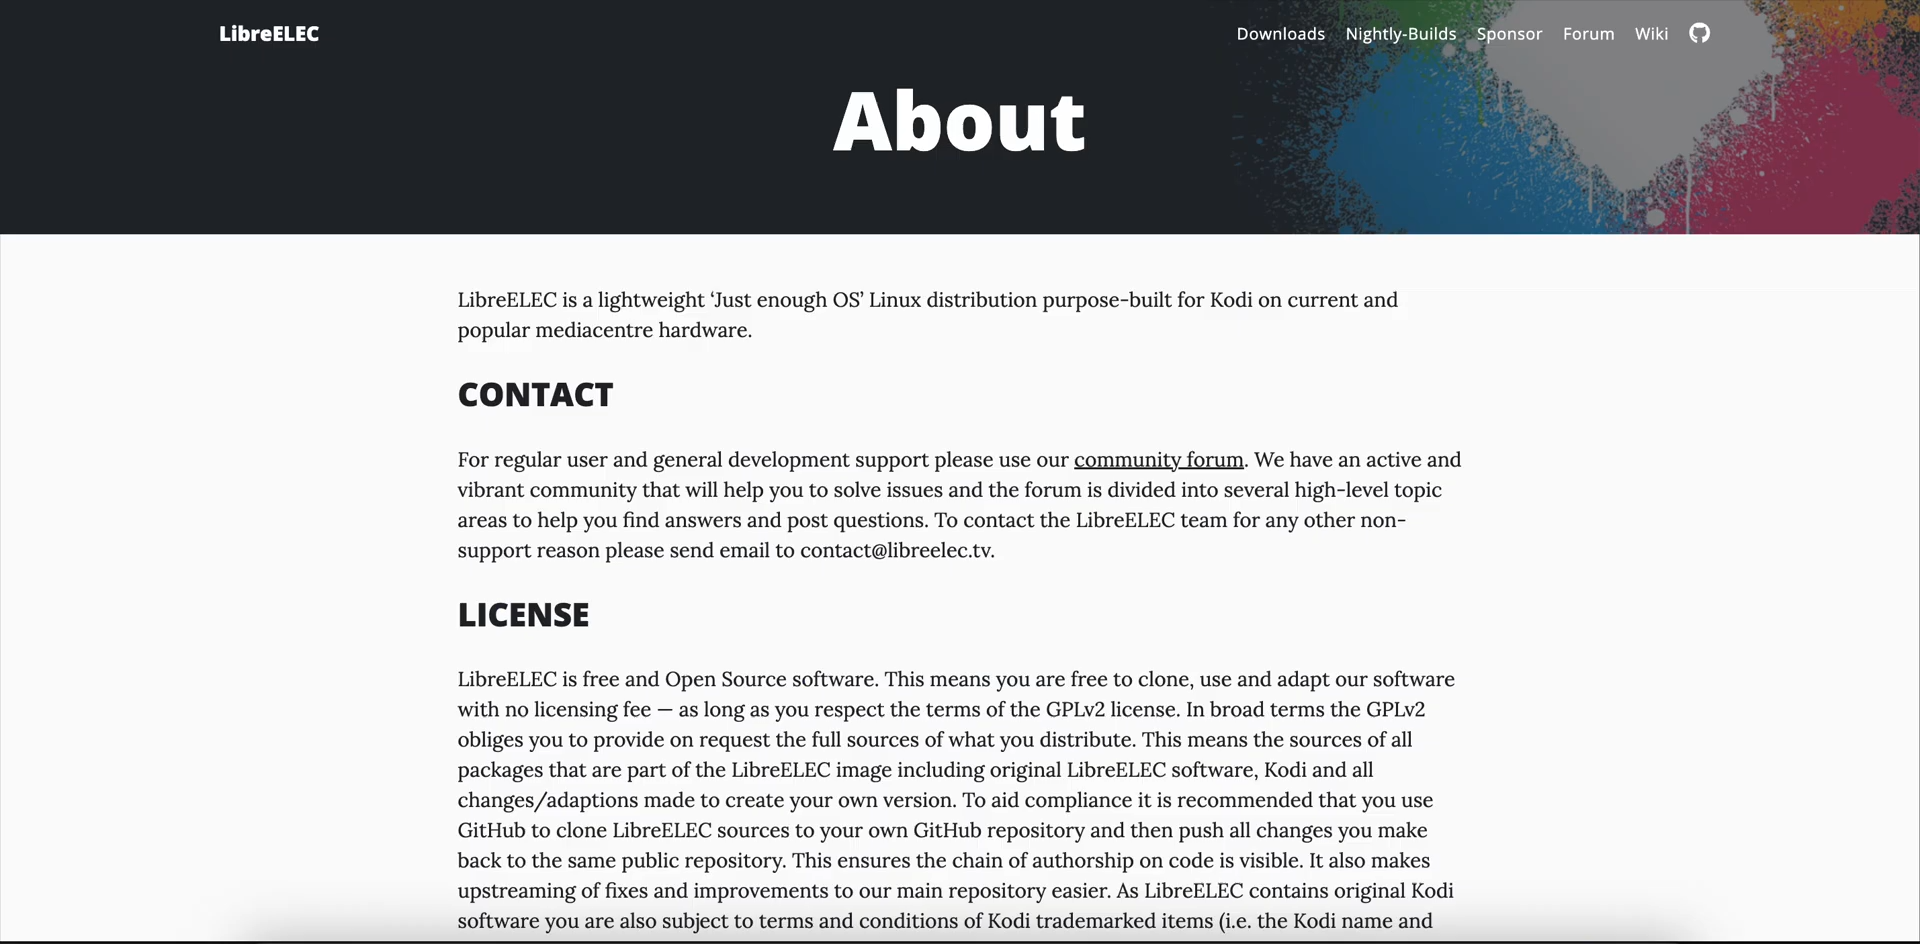 LibreELEC
Downloads Nightly-Builds Sponsor Forum Wiki
About
LibreELEC is a lightweight ‘Just enough OS’ Linux distribution purpose-built for Kodi on current and
popular mediacentre hardware.
CONTACT
For regular user and general development support please use our community forum. We have an active and
vibrant community that will help you to solve issues and the forum is divided into several high-level topic
areas to help you find answers and post questions. To contact the LibreELEC team for any other non-
support reason please send email to contact@libreelec.tv.
LICENSE
LibreELEC is free and Open Source software. This means you are free to clone, use and adapt our software
with no licensing fee — as long as you respect the terms of the GPLv2 license. In broad terms the GPLv2
obliges you to provide on request the full sources of what you distribute. This means the sources of all
packages that are part of the LibreELEC image including original LibreELEC software, Kodi and all
changes/adaptions made to create your own version. To aid compliance it is recommended that you use
GitHub to clone LibreELEC sources to your own GitHub repository and then push all changes you make
back to the same public repository. This ensures the chain of authorship on code is visible. It also makes
upstreaming of fixes and improvements to our main repository easier. As LibreELEC contains original Kodi
software you are also subject to terms and conditions of Kodi trademarked items (i.e. the Kodi name and